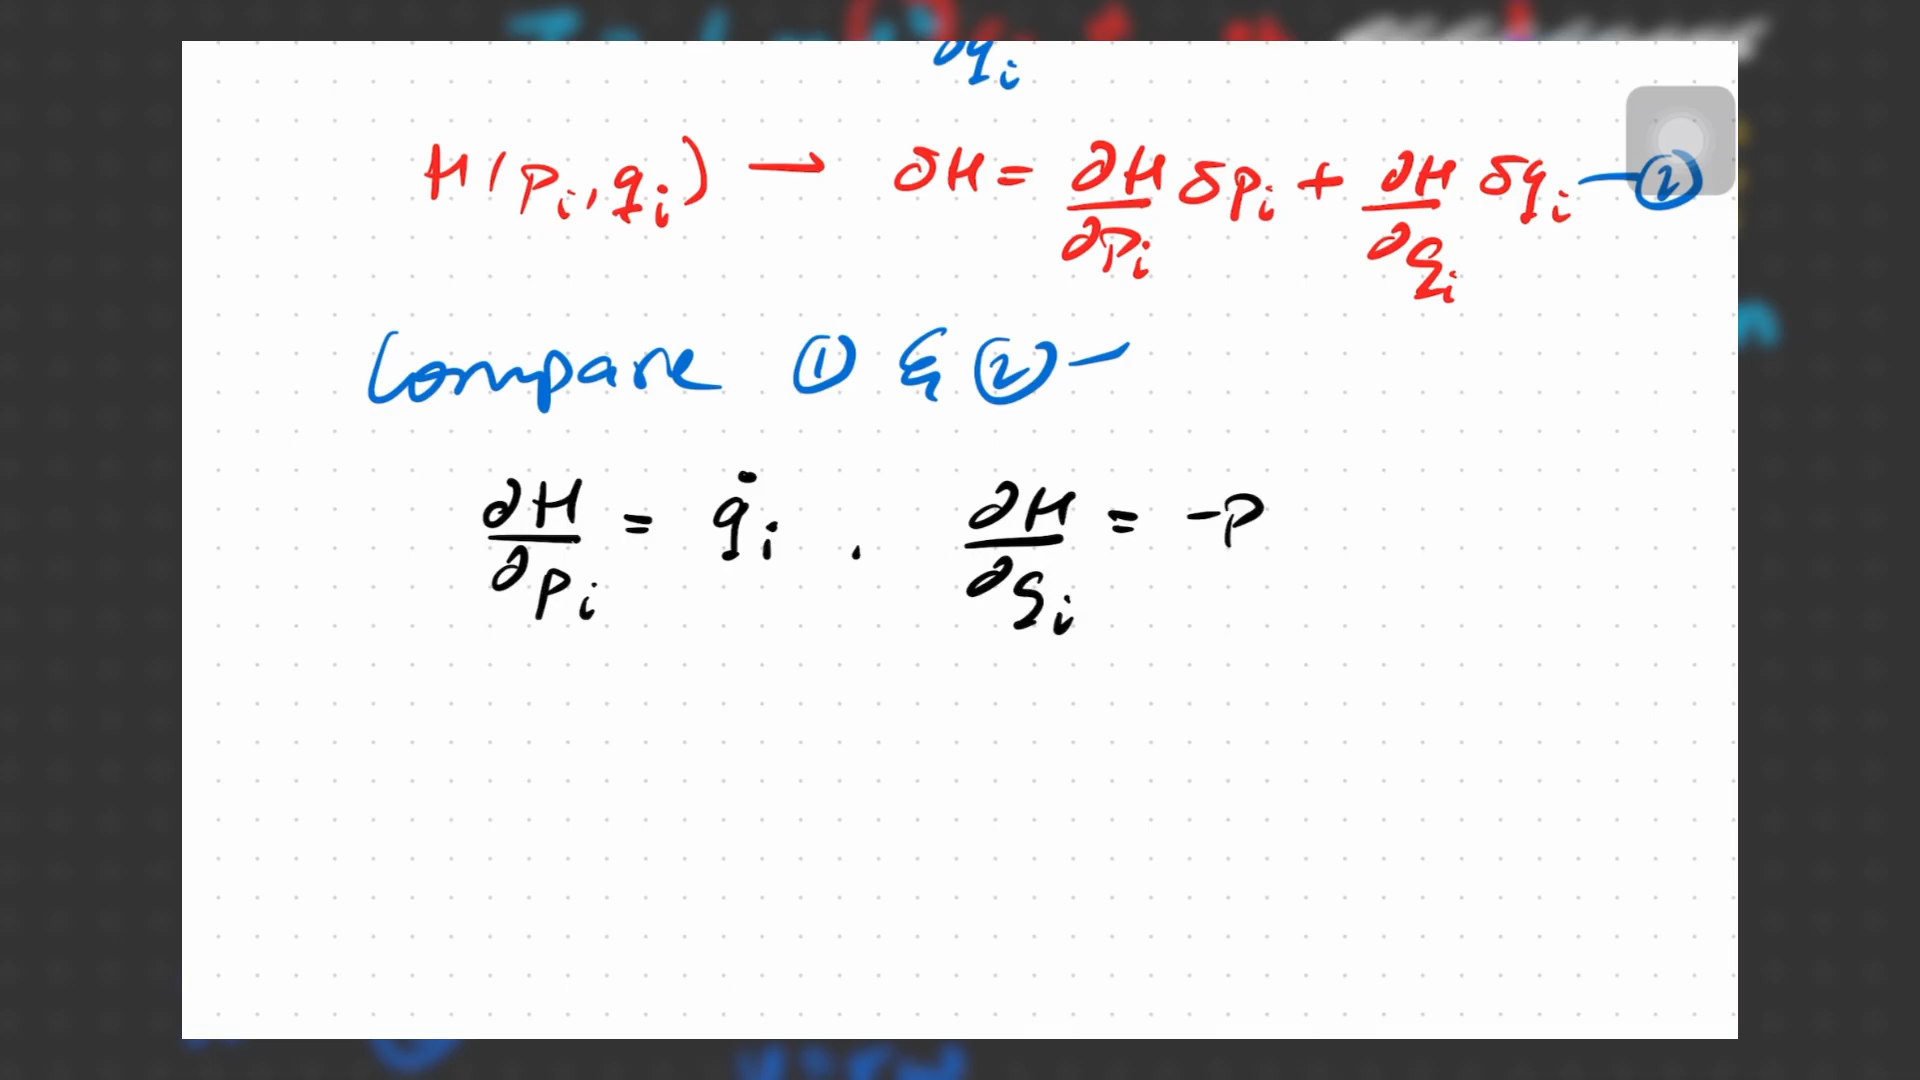 ∂qᵢ
H(pᵢ, qᵢ) → δH = ∂H/∂pᵢ δpᵢ + ∂H/∂qᵢ δqᵢ — ②
Compare ① & ② –
∂H/∂pᵢ = q̇ᵢ . ∂H/∂qᵢ = -P